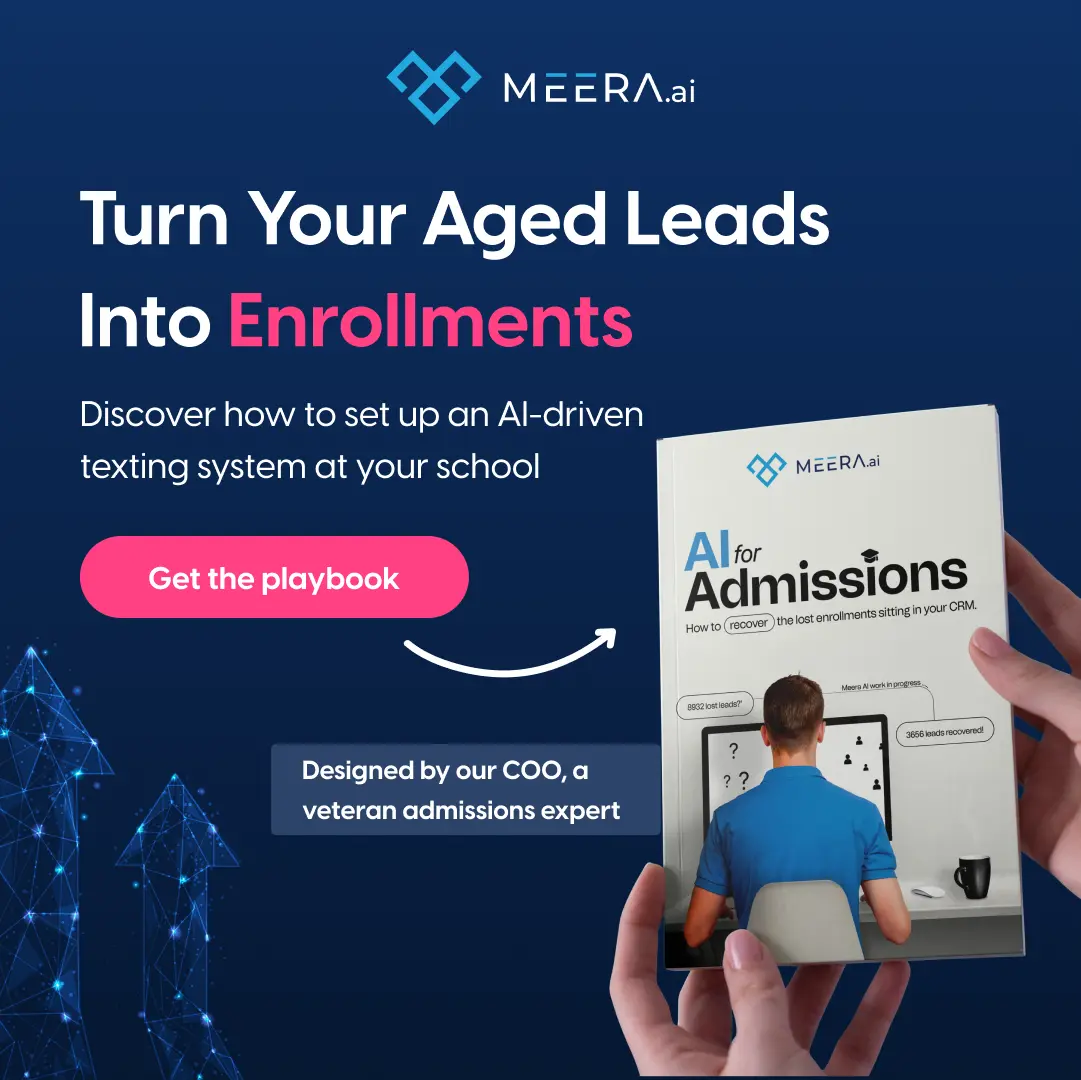 MEERA.ai
Turn Your Aged Leads
Into Enrollments
Discover how to set up an AI-driven
texting system at your school
Get the playbook
Designed by our COO, a
veteran admissions expert
MEERA.ai
AI for
Admissions
How to recover the lost enrollments sitting in your CRM.
Meera AI work in progress
8932 lost leads?'
3656 leads recovered!
?
? ?